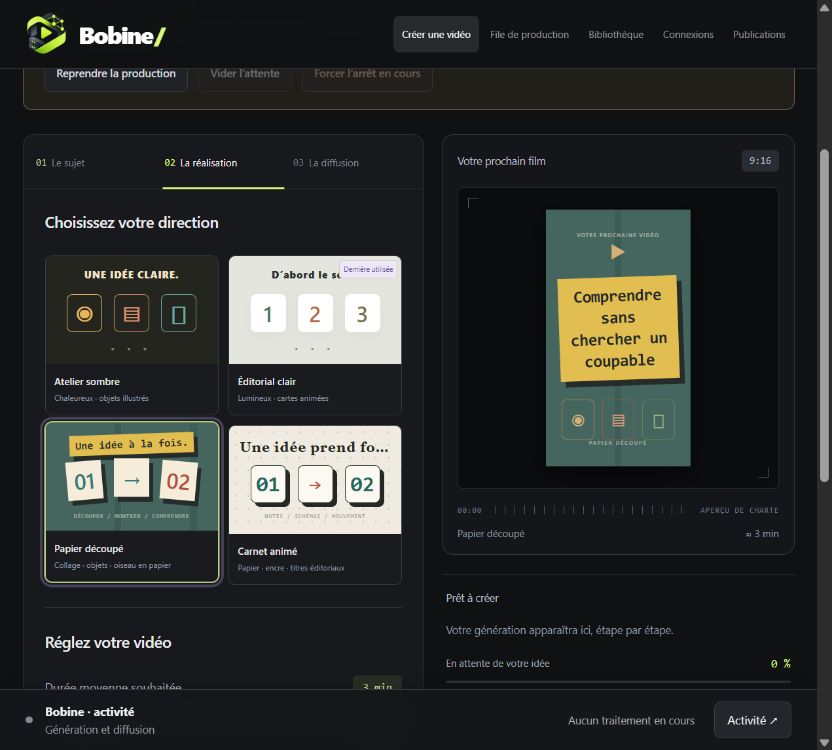 Bobine/
Créer une vidéo
File de production
Bibliothèque
Connexions
Publications
Reprendre la production
Vider l'attente
Forcer l'arrêt en cours
01 Le sujet
02 La réalisation
03 La diffusion
Choisissez votre direction
UNE IDÉE CLAIRE.
Atelier sombre
Chaleureux · objets illustrés
D'abord le so
Dernière utilisée
1 2 3
Éditorial clair
Lumineux · cartes animées
Une idée à la fois.
01 → 02
DÉCOUPER / MONTRER / COMPRENDRE
Papier découpé
Collage · objets · oiseau en papier
Une idée prend fo...
01 → 02
NOTES / SCHÉMAS / MOUVEMENT
Carnet animé
Papier · encre · titres éditoriaux
Réglez votre vidéo
Durée moyenne souhaitée
3 min
Votre prochain film
9:16
VOTRE PROCHAINE VIDÉO
Comprendre
sans
chercher un
coupable
PAPIER DÉCOUPÉ
00:00
APERÇU DE CHARTE
Papier découpé
≈ 3 min
Prêt à créer
Votre génération apparaîtra ici, étape par étape.
En attente de votre idée
0 %
Bobine · activité
Génération et diffusion
Aucun traitement en cours
Activité ↗